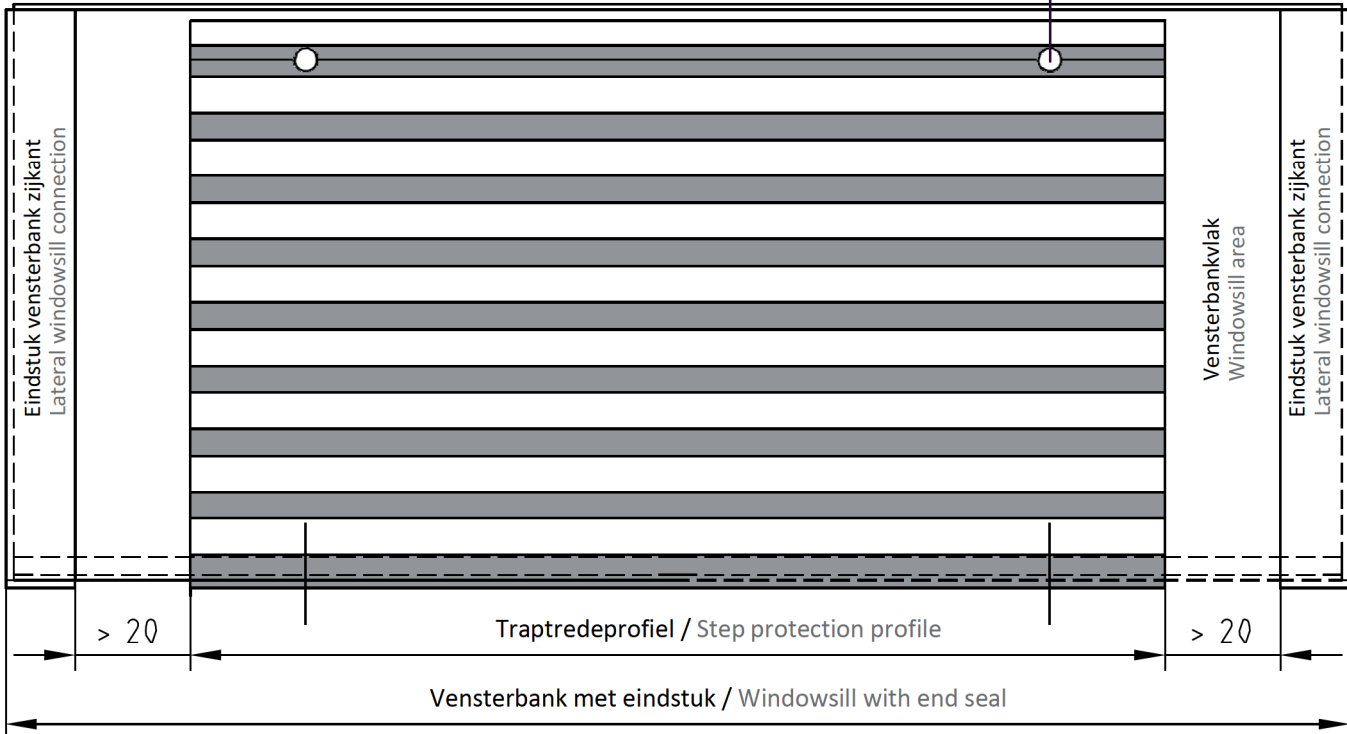 Eindstuk vensterbank zijkant
Lateral windowsill connection
Vensterbankvlak
Windowsill area
Eindstuk vensterbank zijkant
Lateral windowsill connection
> 20
Traptredeprofiel / Step protection profile
> 20
Vensterbank met eindstuk / Windowsill with end seal